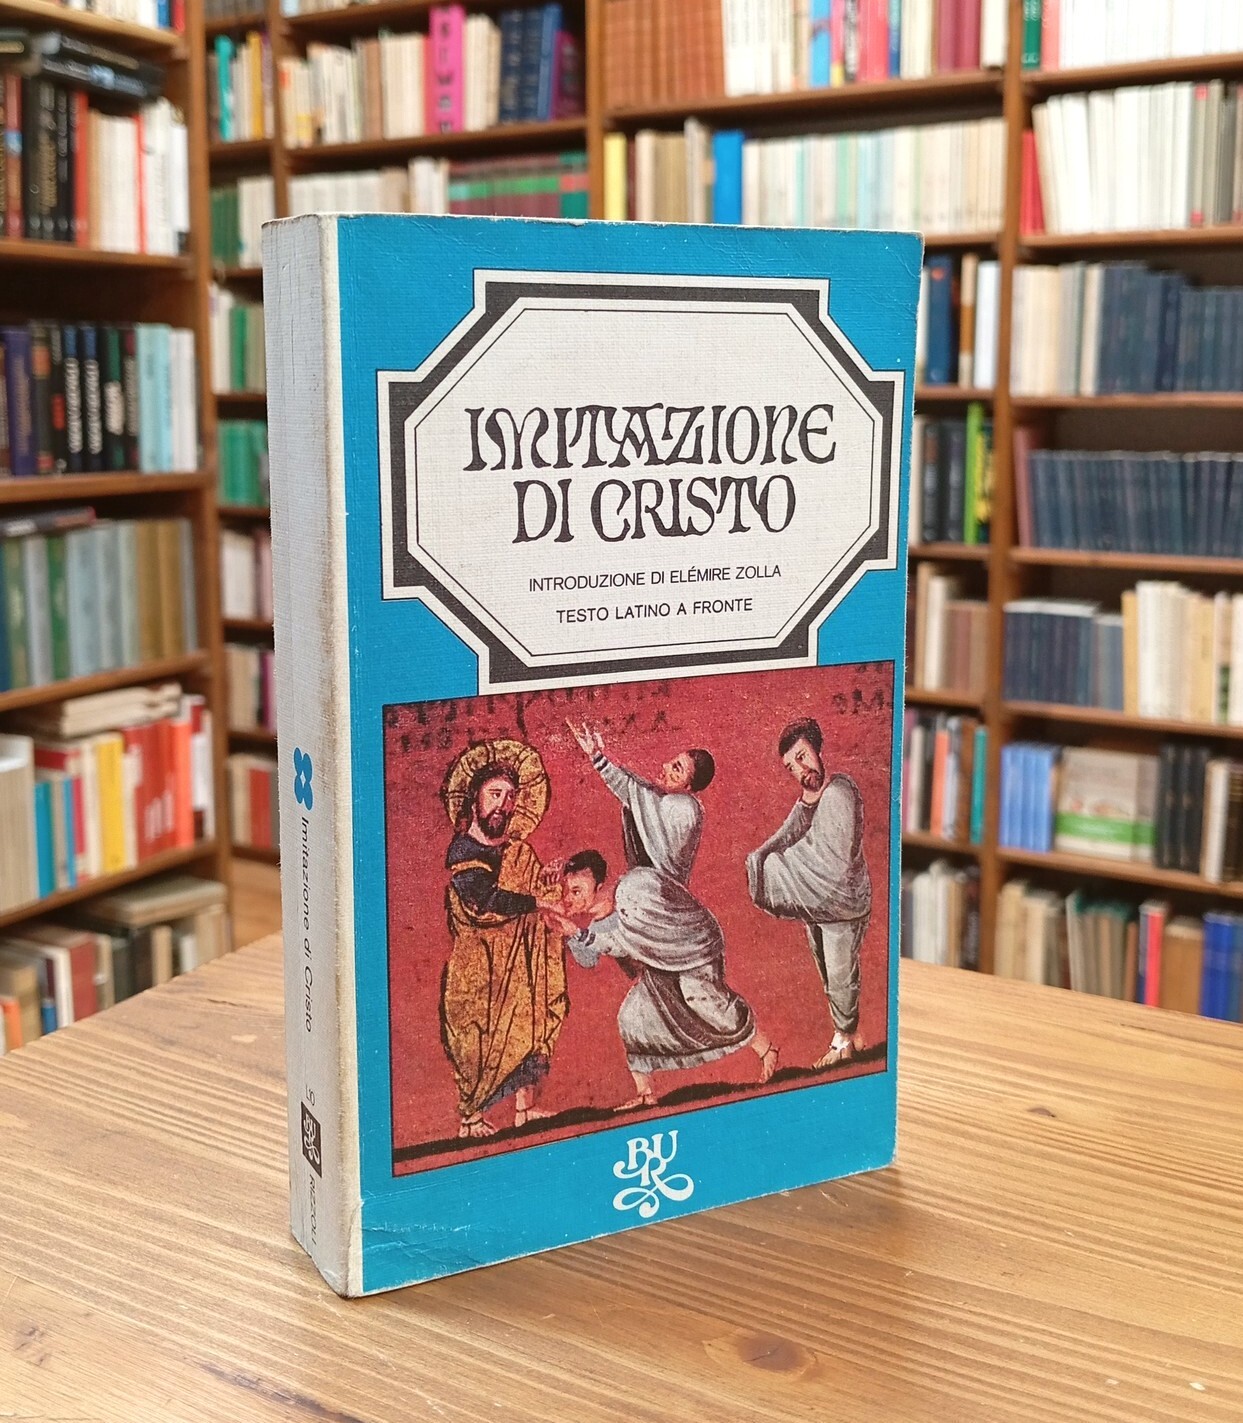 IMITAZIONE
DI CRISTO
INTRODUZIONE DI ELÉMIRE ZOLLA
TESTO LATINO A FRONTE
BUR
Imitazione di Cristo
RIZZOLI